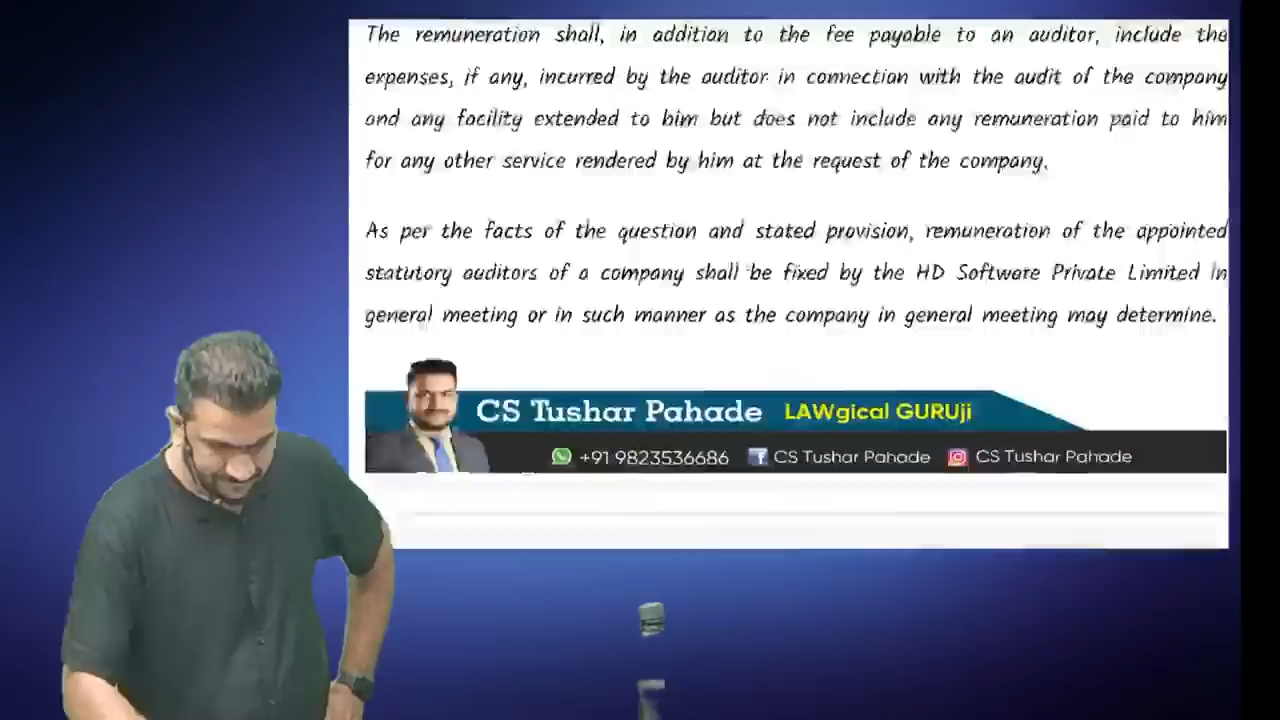 The remuneration shall, in addition to the fee payable to an auditor, include the
expenses, if any, incurred by the auditor in connection with the audit of the company
and any facility extended to him but does not include any remuneration paid to him
for any other service rendered by him at the request of the company.
As per the facts of the question and stated provision, remuneration of the appointed
statutory auditors of a company shall be fixed by the HD Software Private Limited in
general meeting or in such manner as the company in general meeting may determine.
CS Tushar Pahade LAWgical GURUji
+91 9823536686 CS Tushar Pahade CS Tushar Pahade